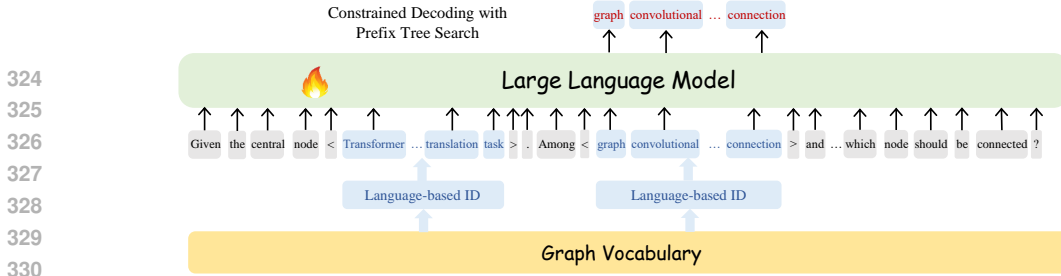 Constrained Decoding with
Prefix Tree Search
graph convolutional … connection
324
Large Language Model
325
326
Given the central node < Transformer … translation task > . Among < graph convolutional … connection > and … which node should be connected ?
327
Language-based ID Language-based ID
328
329
Graph Vocabulary
330